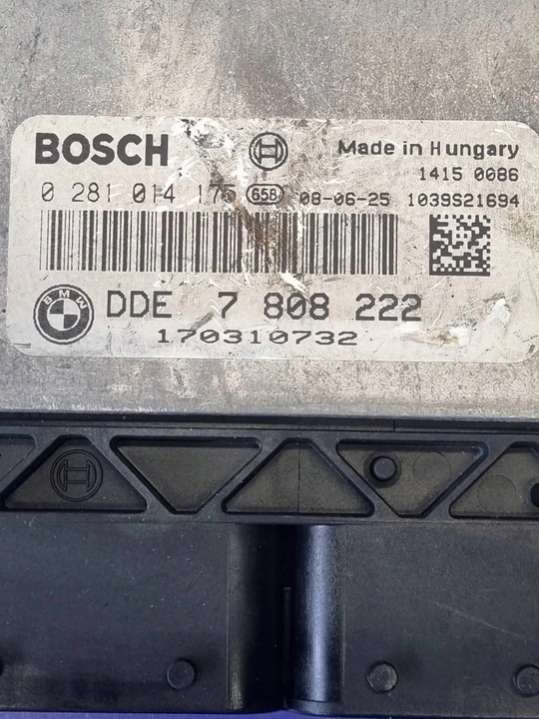 BOSCH
Made in Hungary
1415 0086
0 281 014 175 658 08-06-25 1039S21694
BMW
DDE 7 808 222
170310732